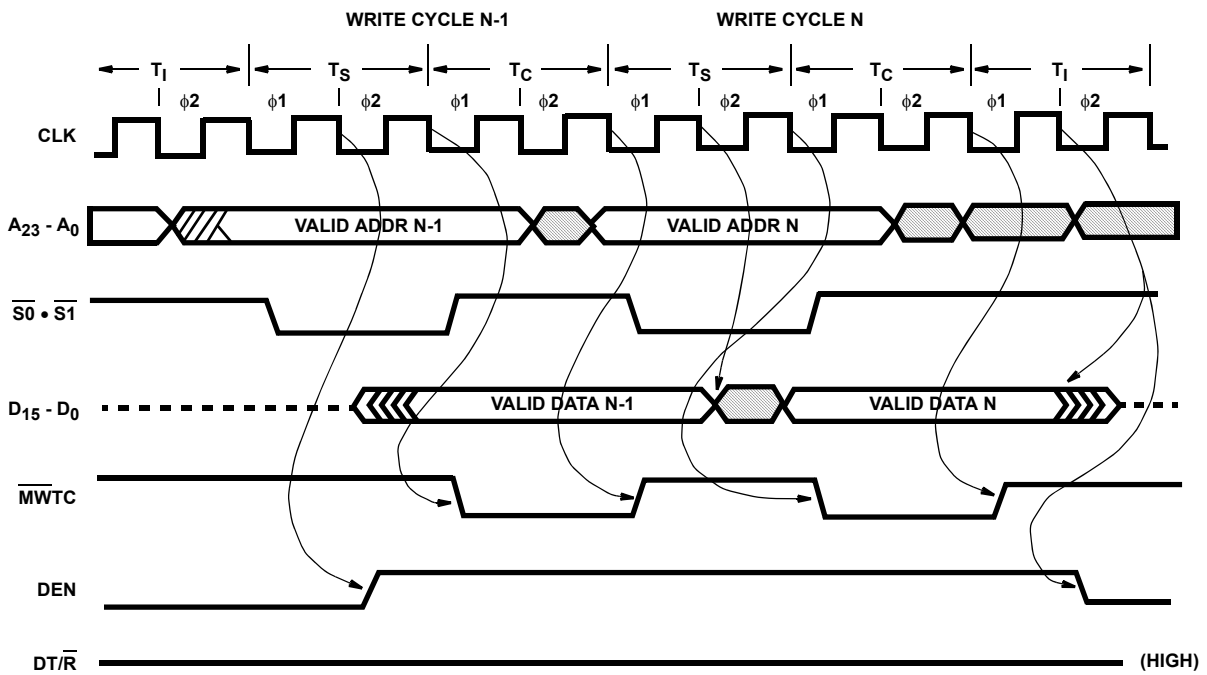 WRITE CYCLE N-1 WRITE CYCLE N
TI TS TC TS TC TI
ϕ2 ϕ1 ϕ2 ϕ1 ϕ2 ϕ1 ϕ2 ϕ1 ϕ2 ϕ1 ϕ2
CLK
A23 - A0 VALID ADDR N-1 VALID ADDR N
S0 • S1
D15 - D0 VALID DATA N-1 VALID DATA N
MWTC
DEN
DT/R (HIGH)